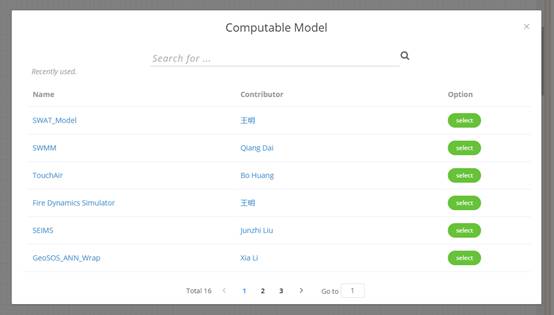 Computable Model ×
Search for ...
Recently used.
Name Contributor Option
SWAT_Model 王明 select
SWMM Qiang Dai select
TouchAir Bo Huang select
Fire Dynamics Simulator 王明 select
SEIMS Junzhi Liu select
GeoSOS_ANN_Wrap Xia Li select
Total 16 < 1 2 3 > Go to 1